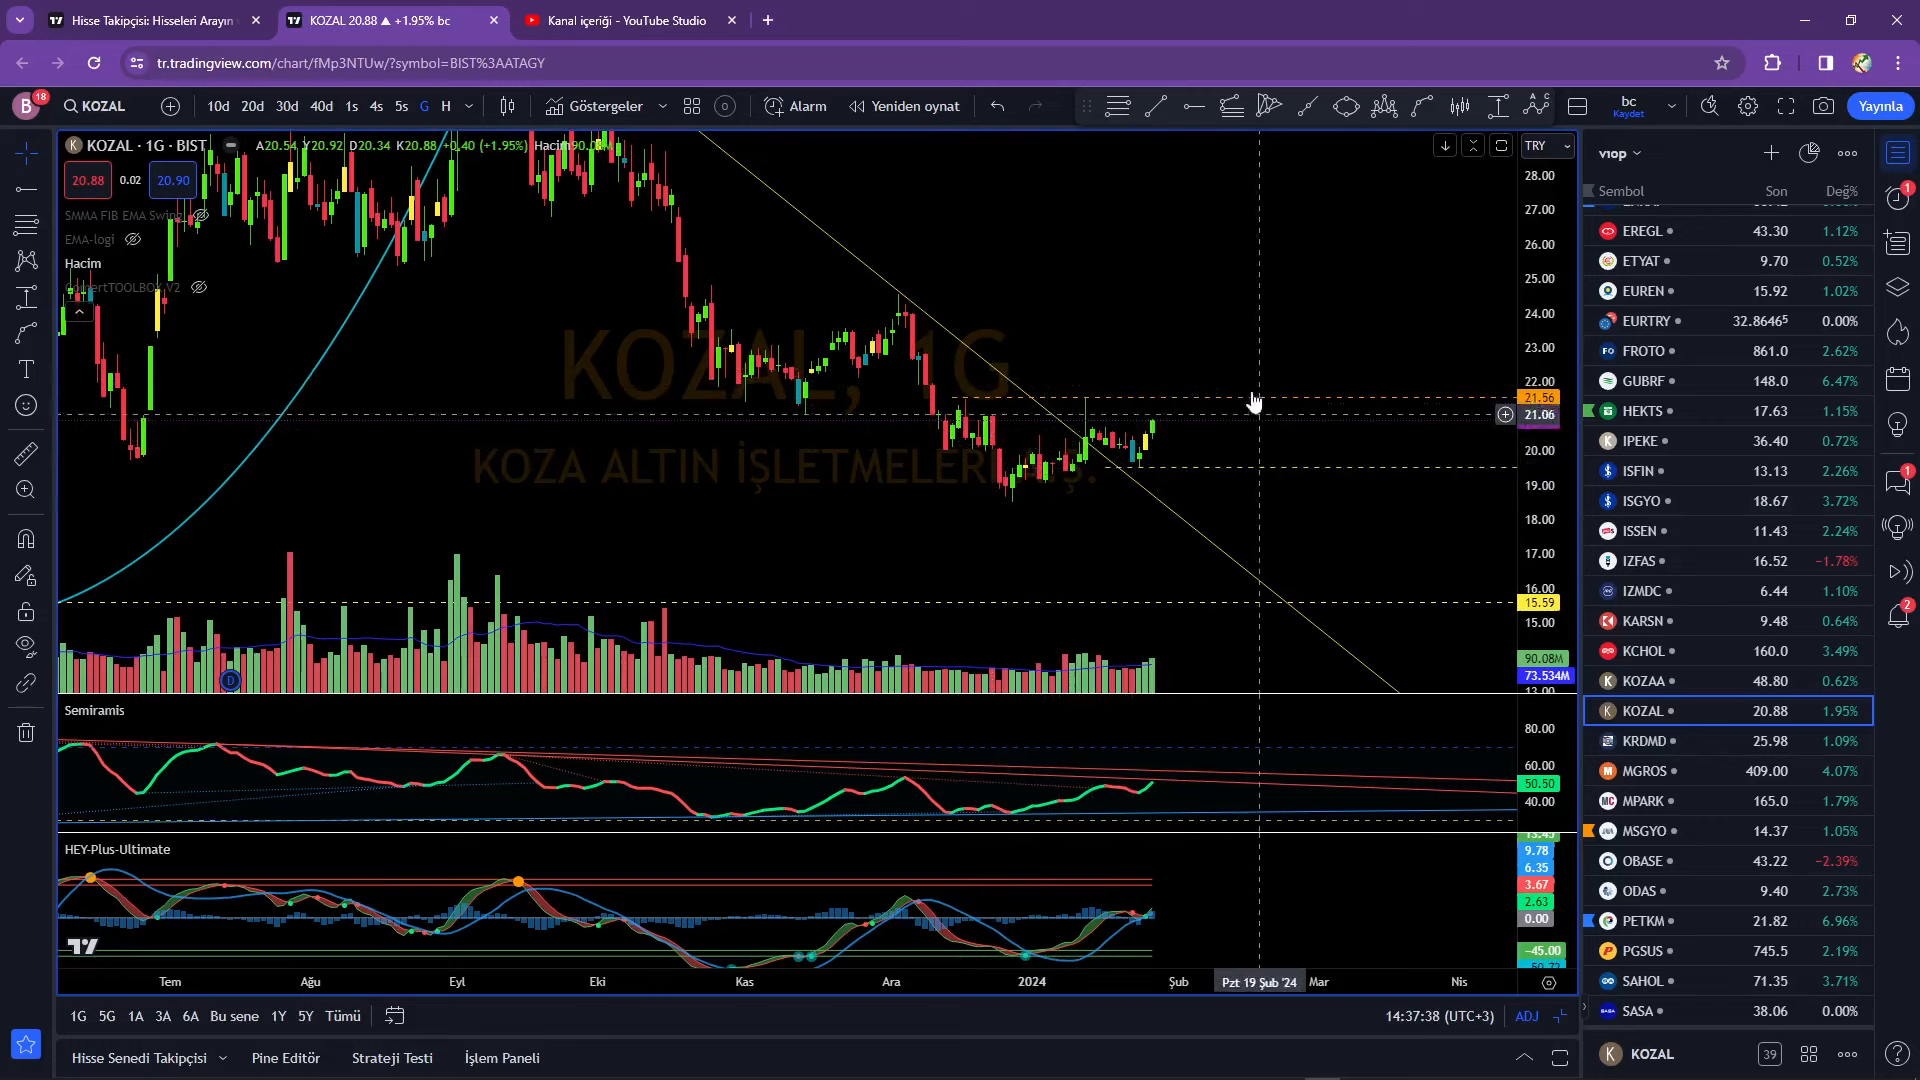 Hisse Takipçisi: Hisseleri Arayın
KOZAL 20.88 ▲ +1.95% bc
Kanal içeriği - YouTube Studio
tr.tradingview.com/chart/fMp3NTUw/?symbol=BIST%3AATAGY
B 18 KOZAL 10d 20d 30d 40d 1s 4s 5s G H Göstergeler Alarm Yeniden oynat bc Kaydet Yayınla
KOZAL · 1G · BIST A20.54 Y20.92 D20.34 K20.88 +0.40 (+1.95%) Hacim
20.88 0.02 20.90
SMMA FIB EMA Swing
EMA-logi
Hacim
TRY
28.00
27.00
26.00
25.00
24.00
23.00
22.00
21.56
21.06
20.00
19.00
18.00
17.00
16.00
15.59
15.00
90.08M
73.534M
13.00
KOZAL, 1G
KOZA ALTIN İŞLETMELERİ A.Ş.
D
Semiramis
80.00
60.00
50.50
40.00
HEY-Plus-Ultimate
13.45
9.78
6.35
3.67
2.63
0.00
−45.00
Tem Ağu Eyl Eki Kas Ara 2024 Şub Pzt 19 Şub '24 Mar Nis
1G 5G 1A 3A 6A Bu sene 1Y 5Y Tümü 14:37:38 (UTC+3) ADJ
Hisse Senedi Takipçisi Pine Editör Strateji Testi İşlem Paneli
vıop
Sembol Son Değ%
EREGL 43.30 1.12%
ETYAT 9.70 0.52%
EUREN 15.92 1.02%
EURTRY 32.8646⁵ 0.00%
FROTO 861.0 2.62%
GUBRF 148.0 6.47%
HEKTS 17.63 1.15%
IPEKE 36.40 0.72%
ISFIN 13.13 2.26%
ISGYO 18.67 3.72%
ISSEN 11.43 2.24%
IZFAS 16.52 −1.78%
IZMDC 6.44 1.10%
KARSN 9.48 0.64%
KCHOL 160.0 3.49%
KOZAA 48.80 0.62%
KOZAL 20.88 1.95%
KRDMD 25.98 1.09%
MGROS 409.00 4.07%
MPARK 165.0 1.79%
MSGYO 14.37 1.05%
OBASE 43.22 −2.39%
ODAS 9.40 2.73%
PETKM 21.82 6.96%
PGSUS 745.5 2.19%
SAHOL 71.35 3.71%
SASA 38.06 0.00%
KOZAL 39
1
1
2